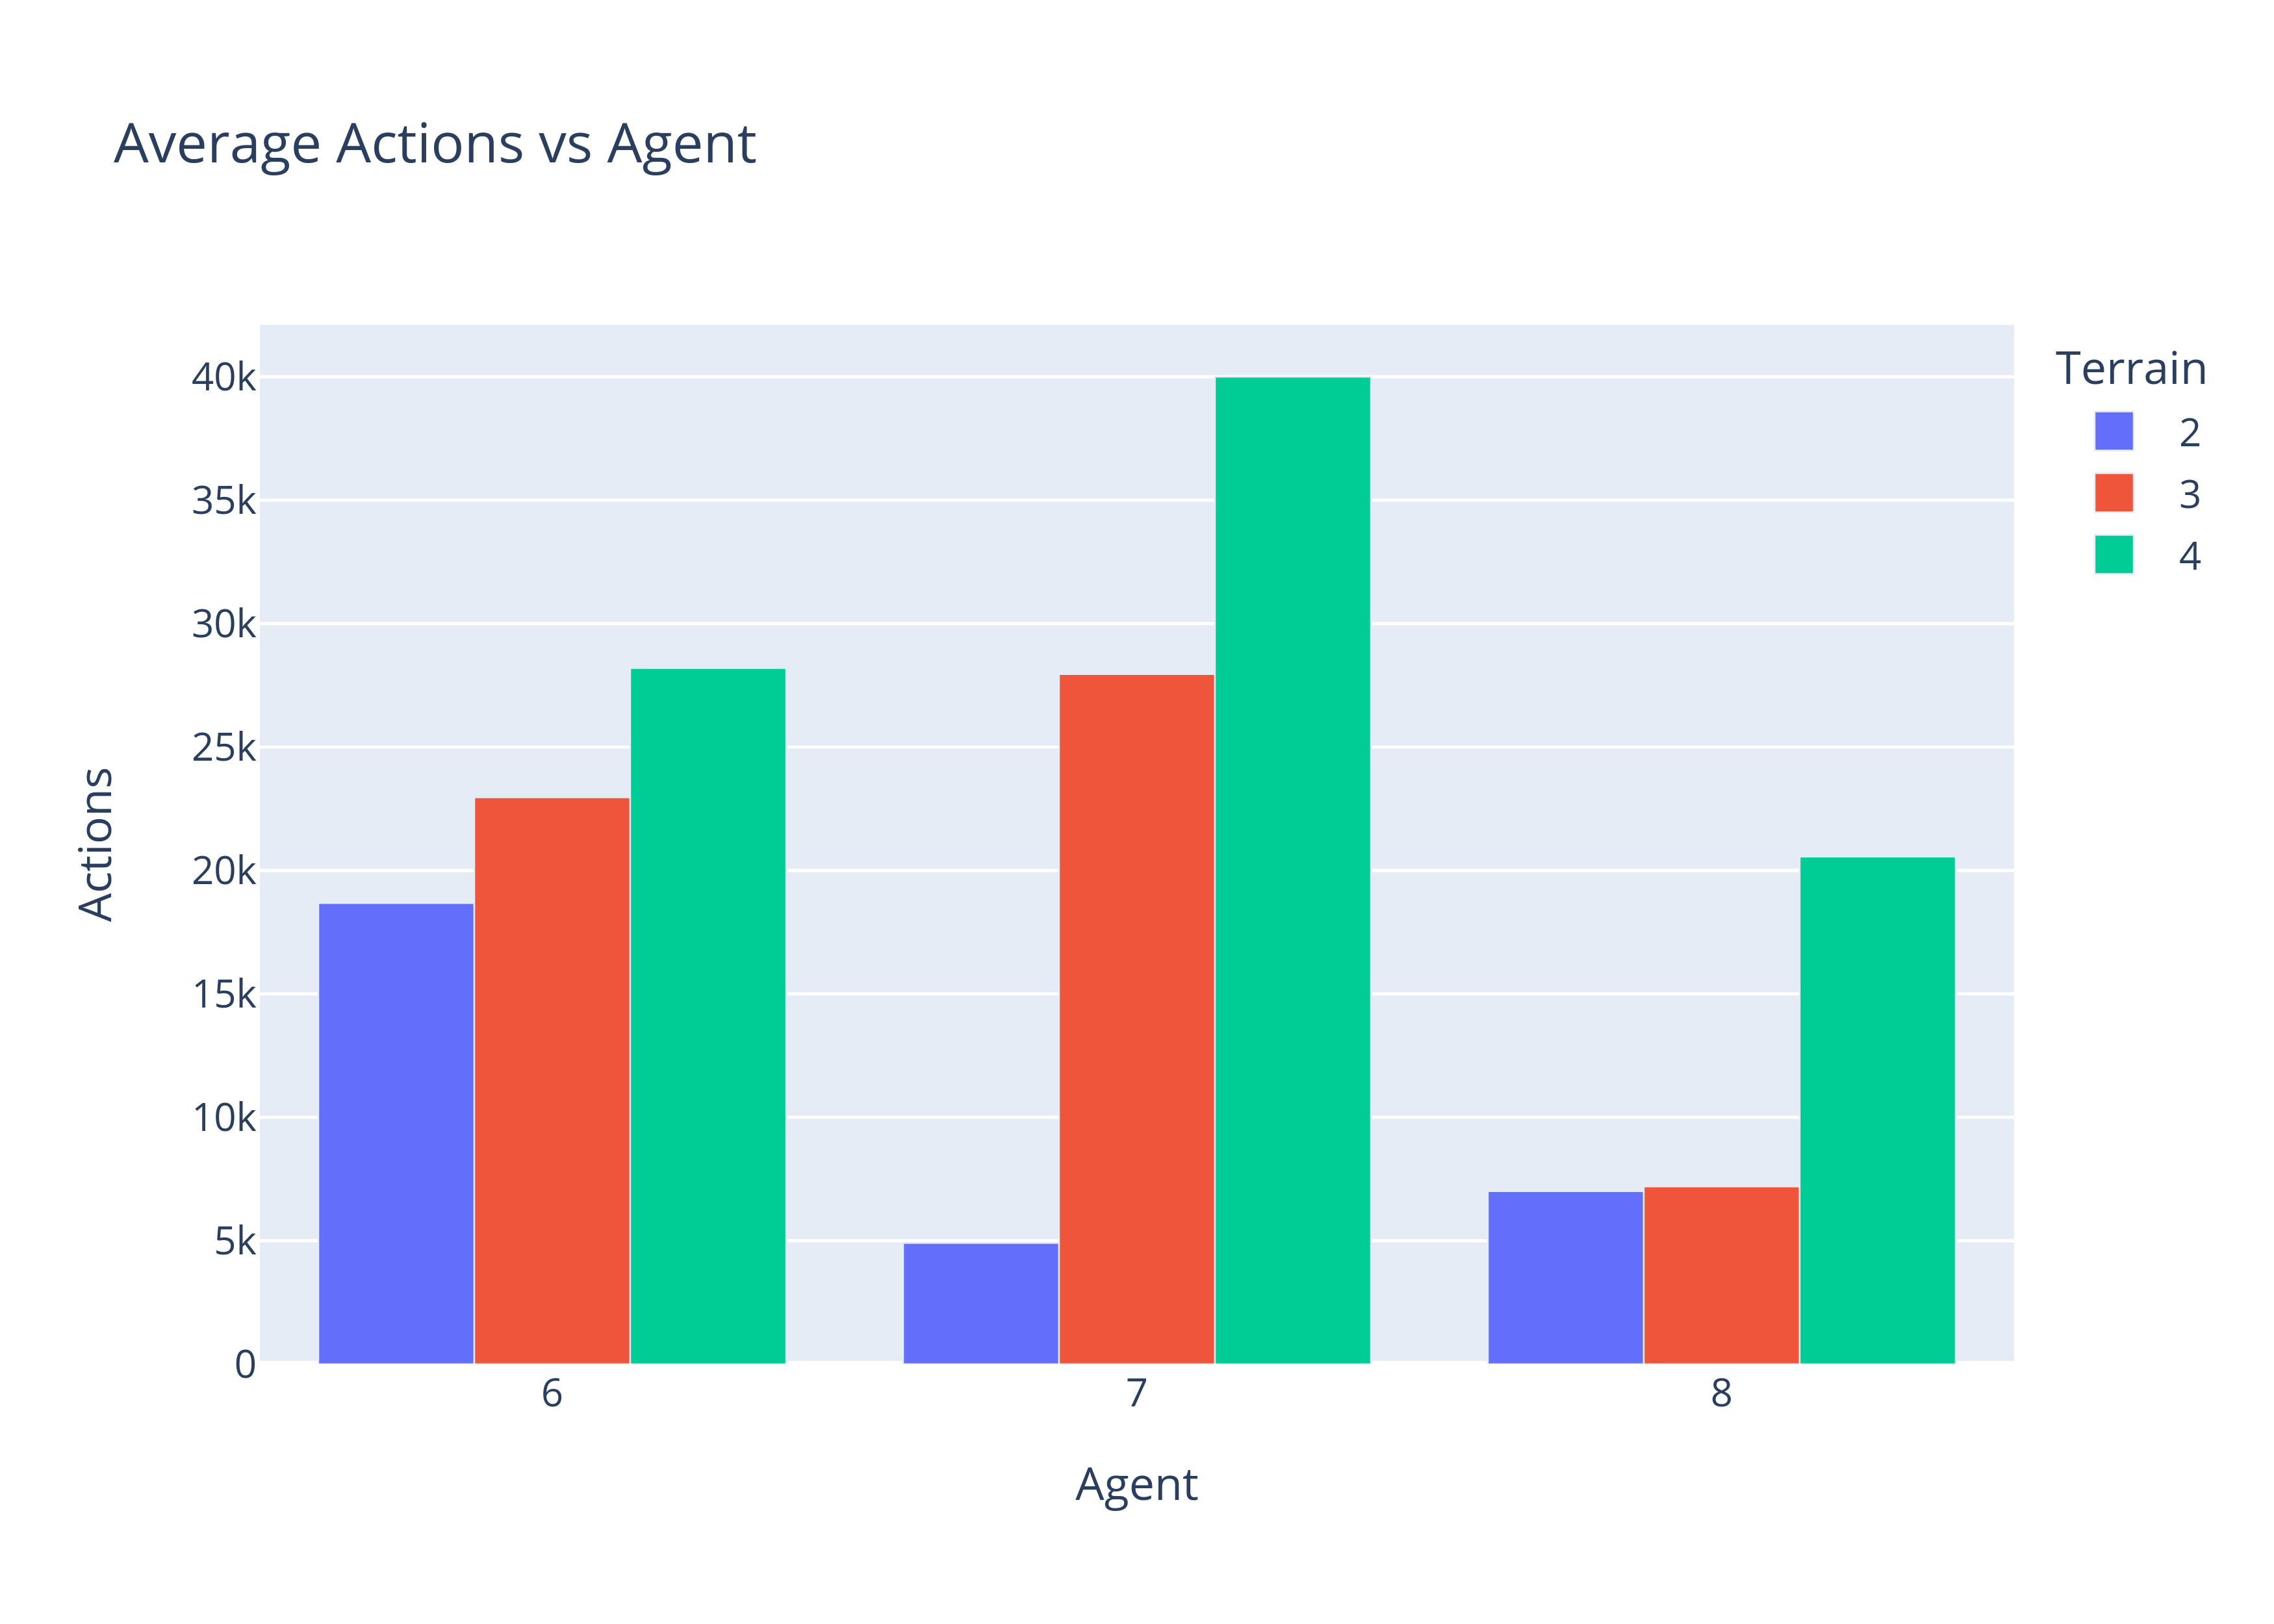 Average Actions vs Agent
Terrain
2
3
4
Actions
40k
35k
30k
25k
20k
15k
10k
5k
0
6
7
8
Agent